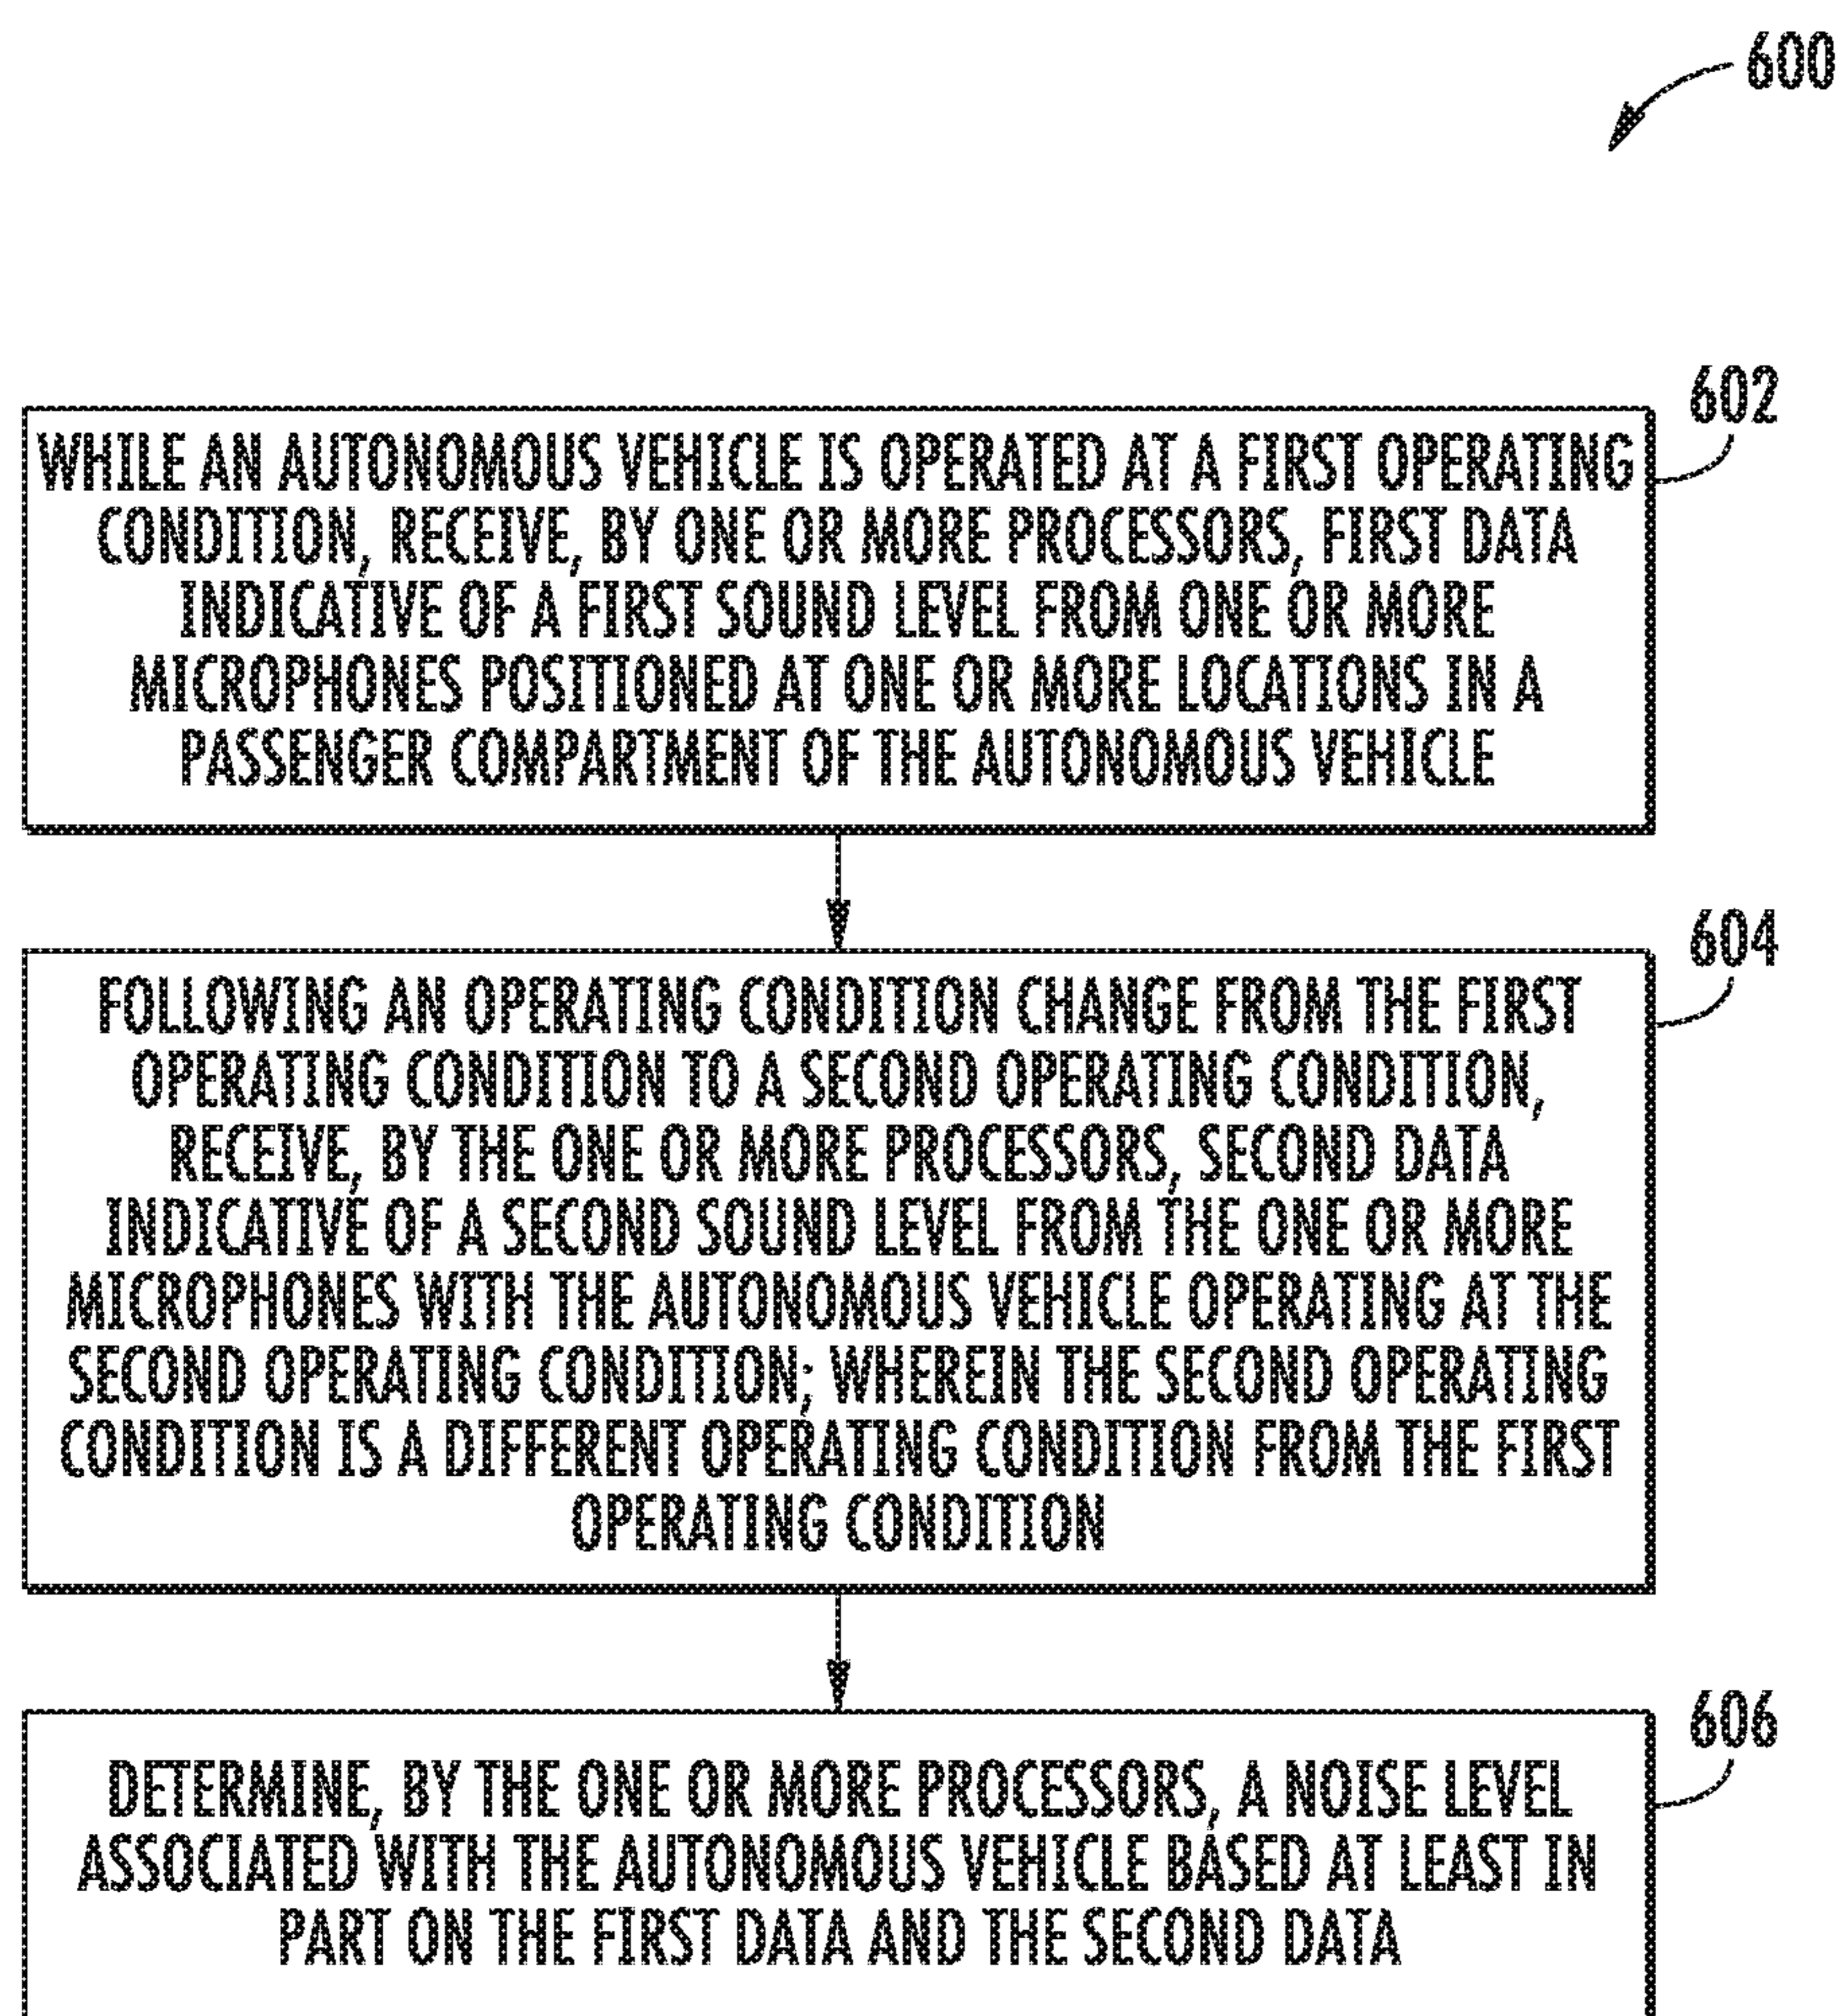 600
602
WHILE AN AUTONOMOUS VEHICLE IS OPERATED AT A FIRST OPERATING
CONDITION, RECEIVE, BY ONE OR MORE PROCESSORS, FIRST DATA
INDICATIVE OF A FIRST SOUND LEVEL FROM ONE OR MORE
MICROPHONES POSITIONED AT ONE OR MORE LOCATIONS IN A
PASSENGER COMPARTMENT OF THE AUTONOMOUS VEHICLE
604
FOLLOWING AN OPERATING CONDITION CHANGE FROM THE FIRST
OPERATING CONDITION TO A SECOND OPERATING CONDITION,
RECEIVE, BY THE ONE OR MORE PROCESSORS, SECOND DATA
INDICATIVE OF A SECOND SOUND LEVEL FROM THE ONE OR MORE
MICROPHONES WITH THE AUTONOMOUS VEHICLE OPERATING AT THE
SECOND OPERATING CONDITION; WHEREIN THE SECOND OPERATING
CONDITION IS A DIFFERENT OPERATING CONDITION FROM THE FIRST
OPERATING CONDITION
606
DETERMINE, BY THE ONE OR MORE PROCESSORS, A NOISE LEVEL
ASSOCIATED WITH THE AUTONOMOUS VEHICLE BASED AT LEAST IN
PART ON THE FIRST DATA AND THE SECOND DATA